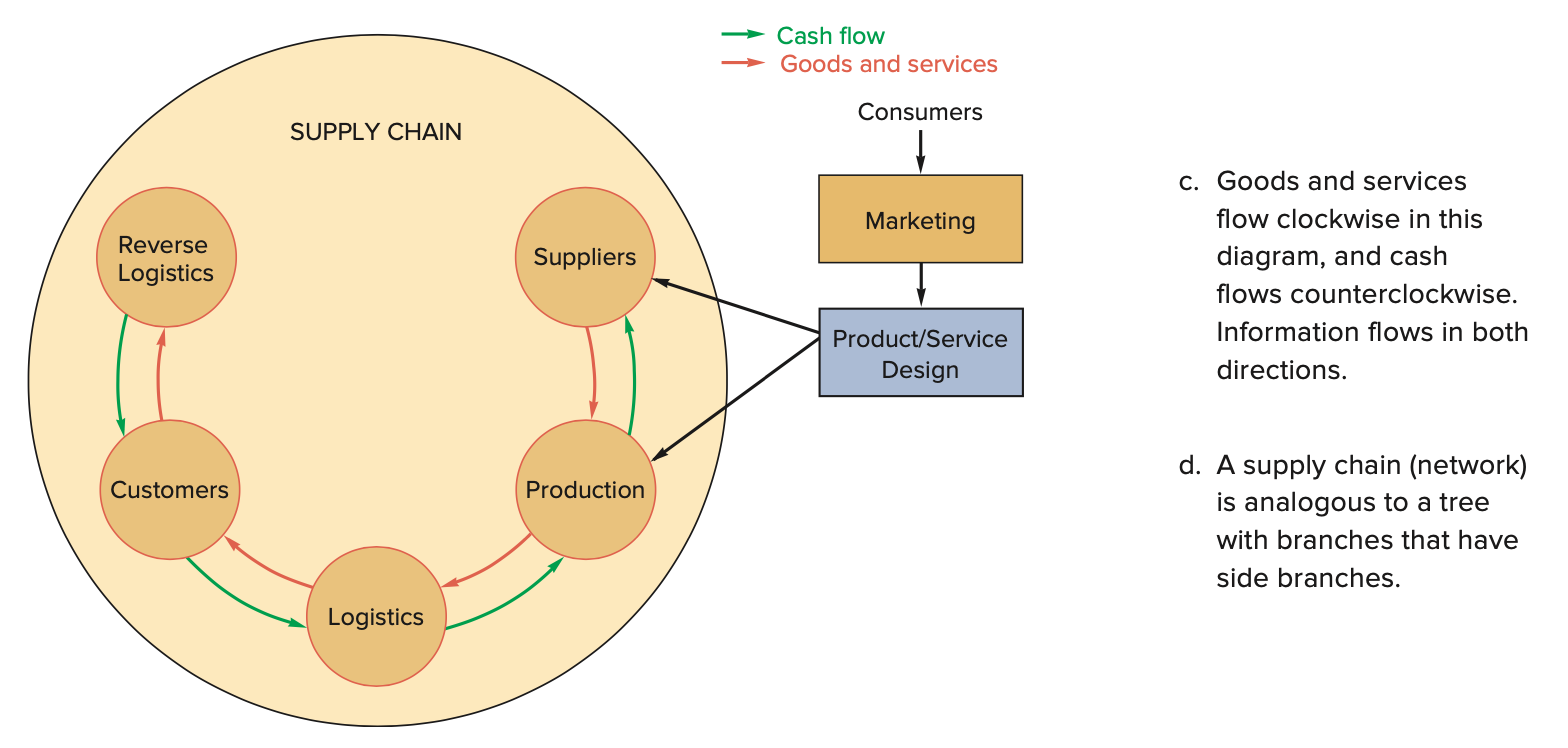 Cash flow
Goods and services
Consumers
SUPPLY CHAIN
Marketing
Reverse
Logistics
Suppliers
Product/Service
Design
Customers
Production
Logistics
c. Goods and services
flow clockwise in this
diagram, and cash
flows counterclockwise.
Information flows in both
directions.
d. A supply chain (network)
is analogous to a tree
with branches that have
side branches.